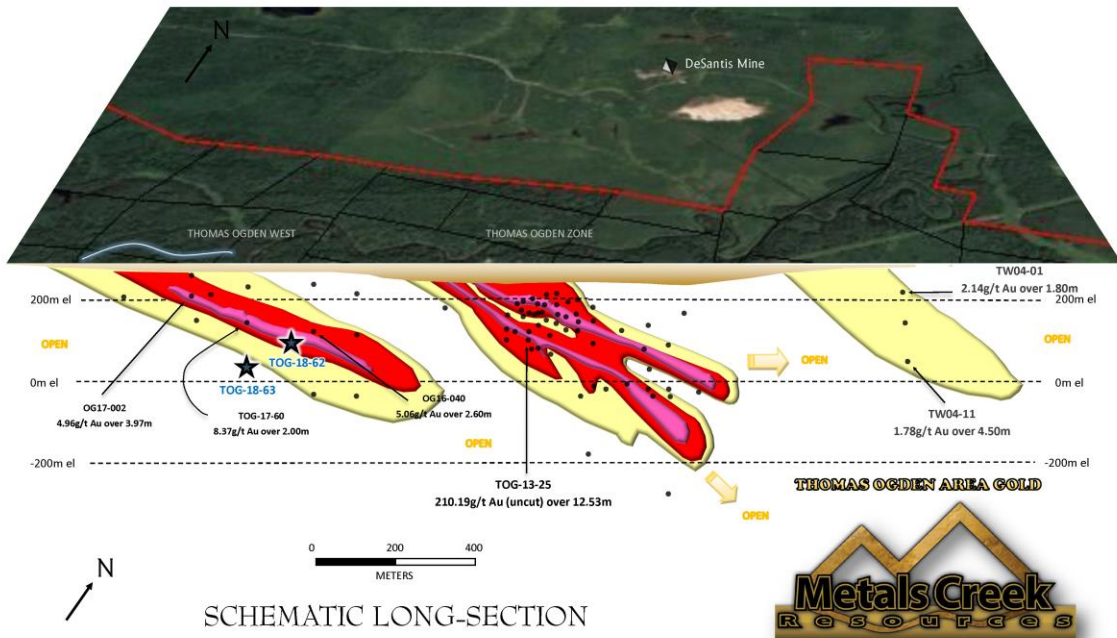 N
DeSantis Mine
THOMAS OGDEN WEST
THOMAS OGDEN ZONE
TW04-01
2.14g/t Au over 1.80m
200m el
200m el
OPEN
TOG-18-62
OPEN
TOG-18-63
0m el
0m el
OG17-002
4.96g/t Au over 3.97m
TOG-17-60
8.37g/t Au over 2.00m
OG16-040
5.06g/t Au over 2.60m
TW04-11
1.78g/t Au over 4.50m
OPEN
-200m el
-200m el
TOG-13-25
210.19g/t Au (uncut) over 12.53m
THOMAS OGDEN AREA GOLD
OPEN
0 200 400
METERS
N
SCHEMATIC LONG-SECTION
Metals Creek
Resources